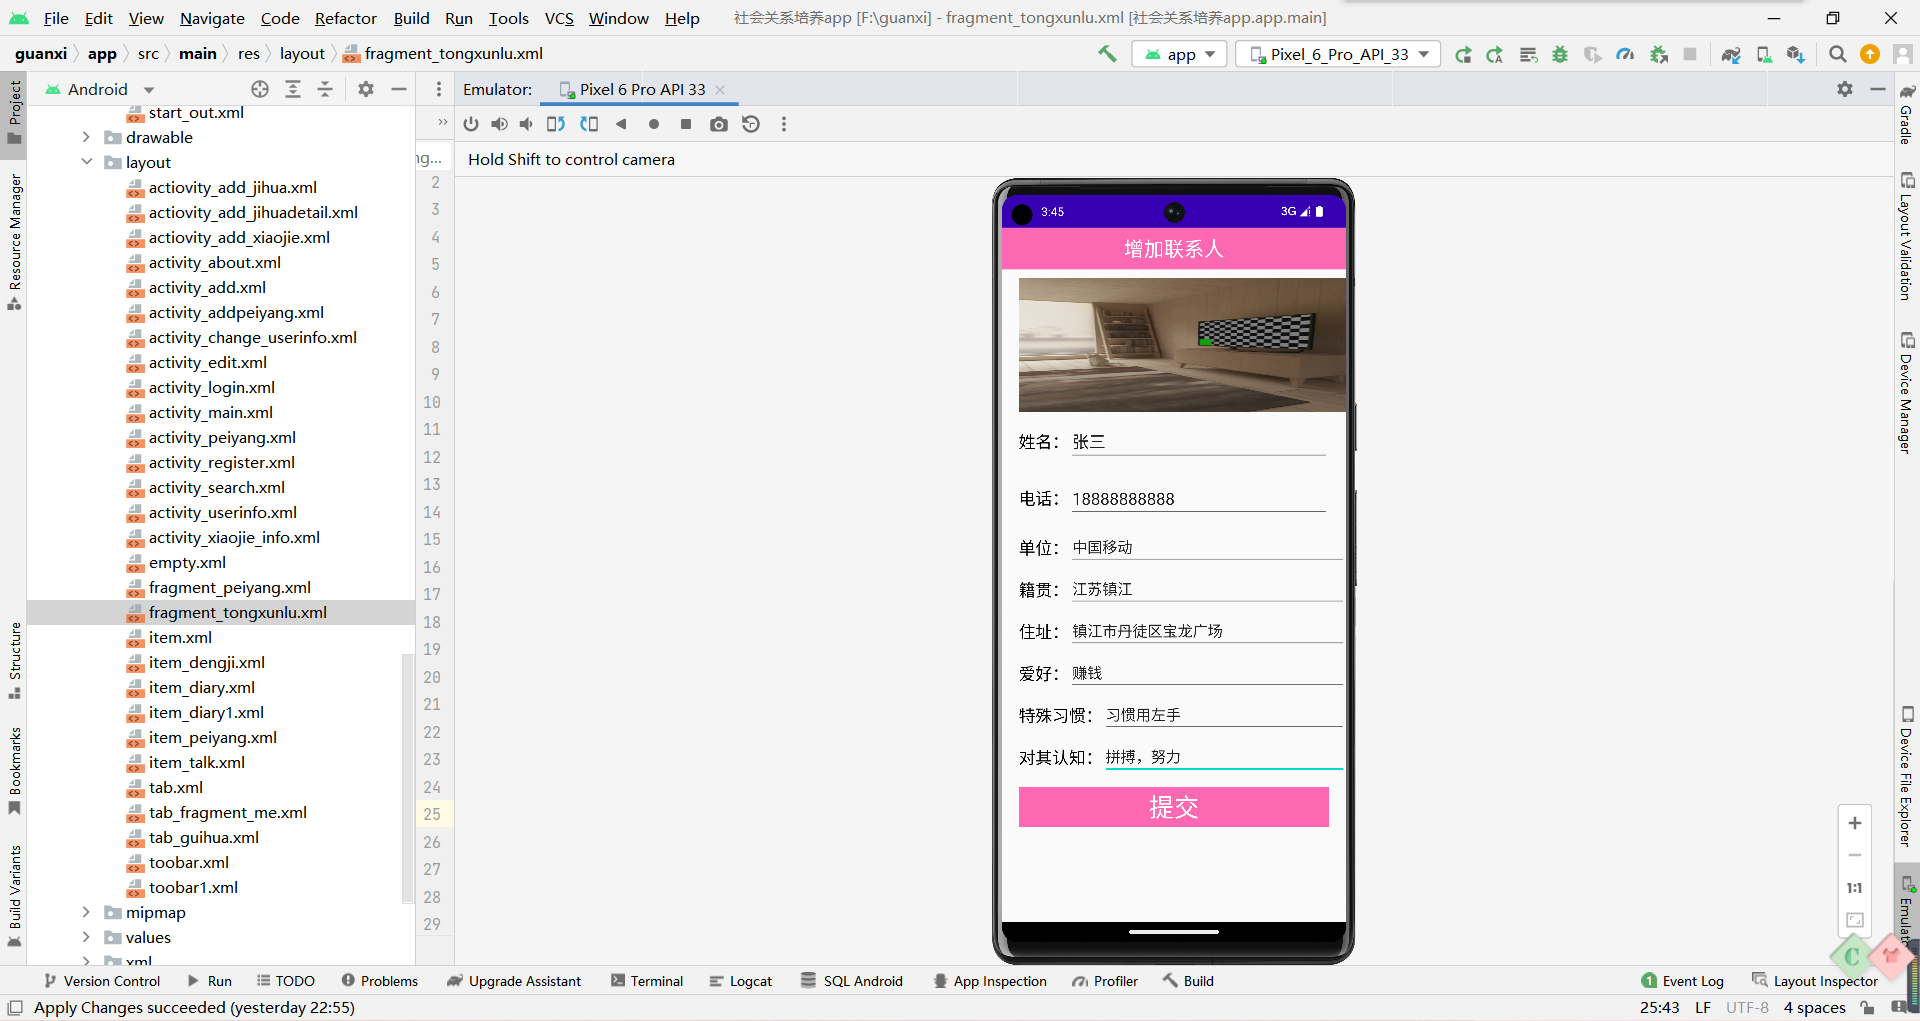 File Edit View Navigate Code Refactor Build Run Tools VCS Window Help 社会关系培养app [F:\guanxi] - fragment_tongxunlu.xml [社会关系培养app.app.main]
guanxi app src main res layout fragment_tongxunlu.xml app Pixel_6_Pro_API_33
Android
Emulator: Pixel 6 Pro API 33
Project
Resource Manager
Structure
Bookmarks
Build Variants
start_out.xml
drawable
layout
actiovity_add_jihua.xml
actiovity_add_jihuadetail.xml
actiovity_add_xiaojie.xml
activity_about.xml
activity_add.xml
activity_addpeiyang.xml
activity_change_userinfo.xml
activity_edit.xml
activity_login.xml
activity_main.xml
activity_peiyang.xml
activity_register.xml
activity_search.xml
activity_userinfo.xml
activity_xiaojie_info.xml
empty.xml
fragment_peiyang.xml
fragment_tongxunlu.xml
item.xml
item_dengji.xml
item_diary.xml
item_diary1.xml
item_peiyang.xml
item_talk.xml
tab.xml
tab_fragment_me.xml
tab_guihua.xml
toobar.xml
toobar1.xml
mipmap
values
xml
ng...
2
3
4
5
6
7
8
9
10
11
12
13
14
15
16
17
18
19
20
21
22
23
24
25
26
27
28
29
Hold Shift to control camera
3:45 3G
增加联系人
姓名： 张三
电话： 18888888888
单位： 中国移动
籍贯： 江苏镇江
住址： 镇江市丹徒区宝龙广场
爱好： 赚钱
特殊习惯： 习惯用左手
对其认知： 拼搏，努力
提交
1:1
Gradle
Layout Validation
Device Manager
Device File Explorer
Emulato
C
Version Control Run TODO Problems Upgrade Assistant Terminal Logcat SQL Android App Inspection Profiler Build 1 Event Log Layout Inspector
Apply Changes succeeded (yesterday 22:55) 25:43 LF UTF-8 4 spaces